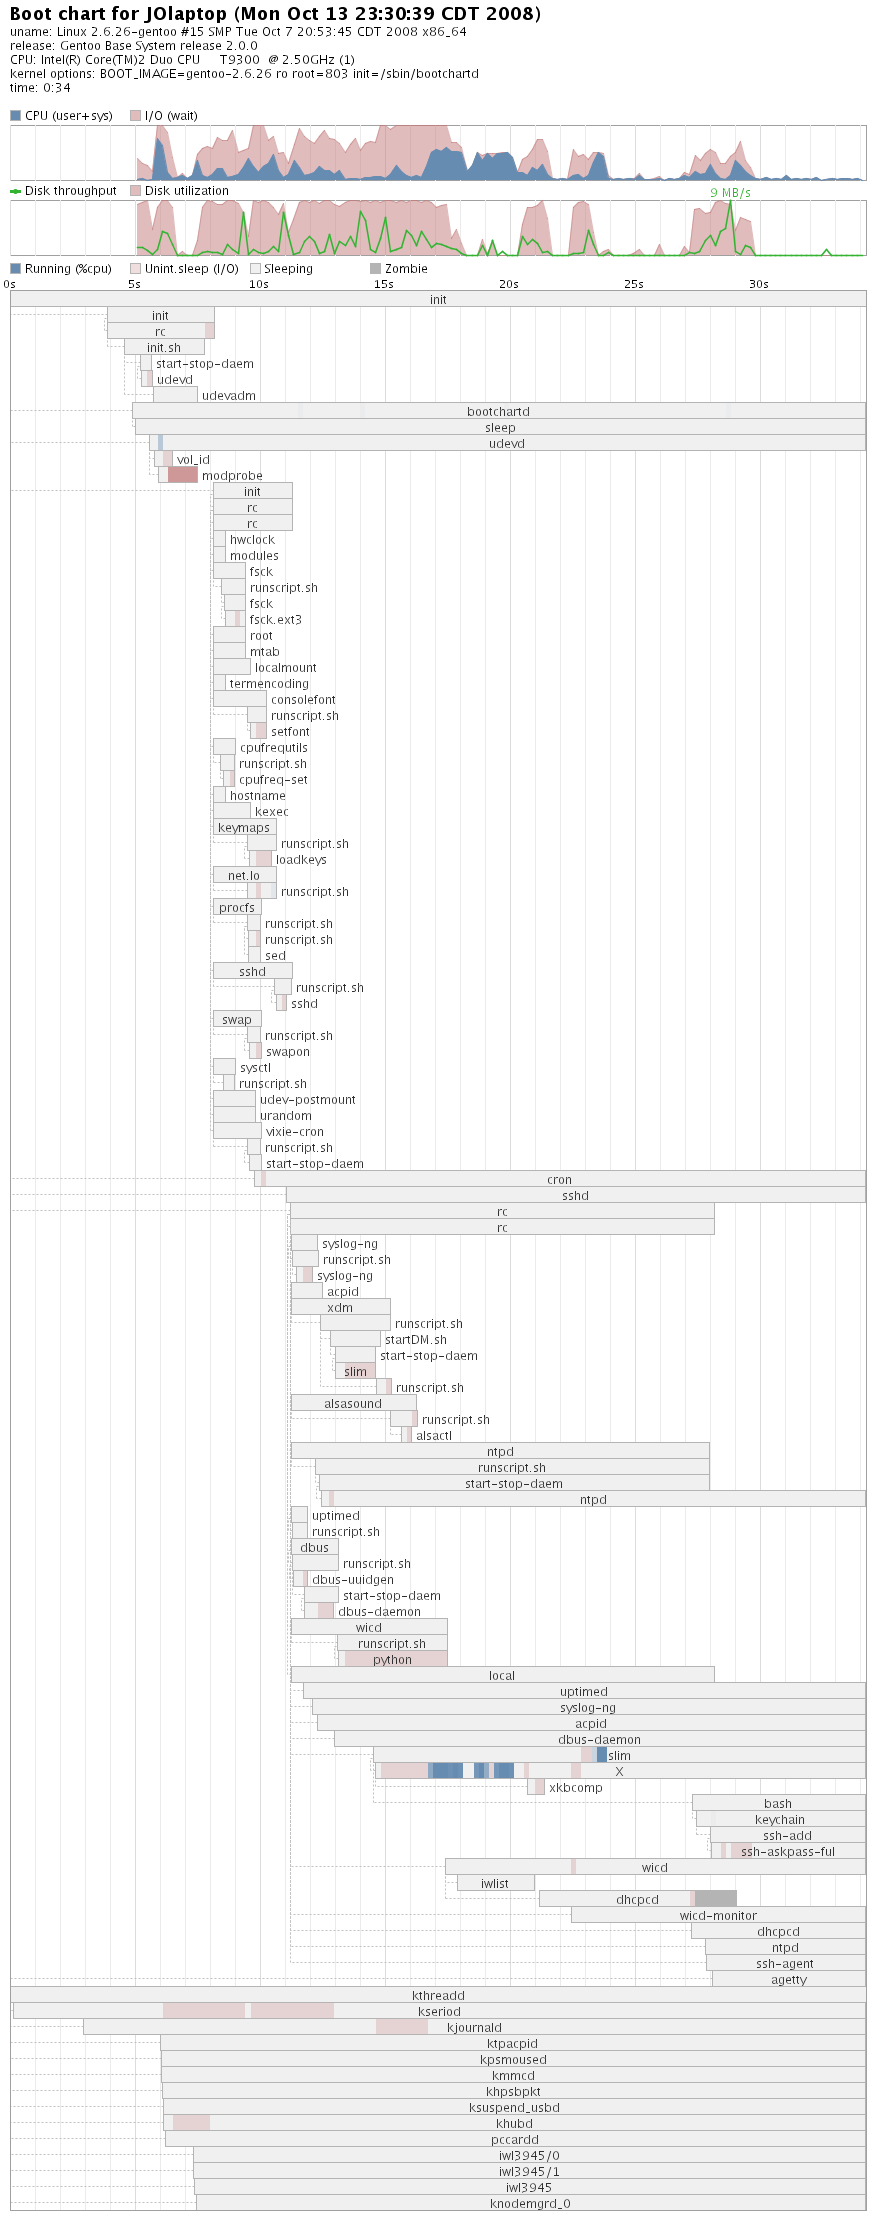 Boot chart for JOlaptop (Mon Oct 13 23:30:39 CDT 2008)
uname: Linux 2.6.26-gentoo #15 SMP Tue Oct 7 20:53:45 CDT 2008 x86_64
release: Gentoo Base System release 2.0.0
CPU: Intel(R) Core(TM)2 Duo CPU T9300 @ 2.50GHz (1)
kernel options: BOOT_IMAGE=gentoo-2.6.26 ro root=803 init=/sbin/bootchartd
time: 0:34
CPU (user+sys) I/O (wait)
Disk throughput Disk utilization 9 MB/s
Running (%cpu) Unint.sleep (I/O) Sleeping Zombie
0s 5s 10s 15s 20s 25s 30s
init
init
rc
init.sh
start-stop-daem
udevd
udevadm
bootchartd
sleep
udevd
vol_id
modprobe
init
rc
rc
hwclock
modules
fsck
runscript.sh
fsck
fsck.ext3
root
mtab
localmount
termencoding
consolefont
runscript.sh
setfont
cpufrequtils
runscript.sh
cpufreq-set
hostname
kexec
keymaps
runscript.sh
loadkeys
net.lo
runscript.sh
procfs
runscript.sh
runscript.sh
sed
sshd
runscript.sh
sshd
swap
runscript.sh
swapon
sysctl
runscript.sh
udev-postmount
urandom
vixie-cron
runscript.sh
start-stop-daem
cron
sshd
rc
rc
syslog-ng
runscript.sh
syslog-ng
acpid
xdm
runscript.sh
startDM.sh
start-stop-daem
slim
runscript.sh
alsasound
runscript.sh
alsactl
ntpd
runscript.sh
start-stop-daem
ntpd
uptimed
runscript.sh
dbus
runscript.sh
dbus-uuidgen
start-stop-daem
dbus-daemon
wicd
runscript.sh
python
local
uptimed
syslog-ng
acpid
dbus-daemon
slim
X
xkbcomp
bash
keychain
ssh-add
ssh-askpass-ful
wicd
iwlist
dhcpcd
wicd-monitor
dhcpcd
ntpd
ssh-agent
agetty
kthreadd
kseriod
kjournald
ktpacpid
kpsmoused
kmmcd
khpsbpkt
ksuspend_usbd
khubd
pccardd
iwl3945/0
iwl3945/1
iwl3945
knodemgrd_0